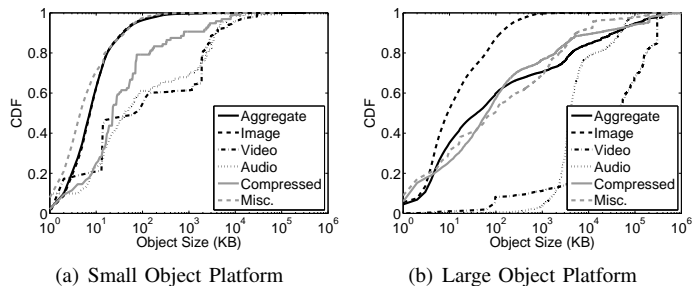 CDF
1
0.8
0.6
0.4
0.2
0
10^0 10^1 10^2 10^3 10^4 10^5 10^6
Object Size (KB)
Aggregate
Image
Video
Audio
Compressed
Misc.
(a) Small Object Platform
CDF
1
0.8
0.6
0.4
0.2
0
10^0 10^1 10^2 10^3 10^4 10^5 10^6
Object Size (KB)
Aggregate
Image
Video
Audio
Compressed
Misc.
(b) Large Object Platform